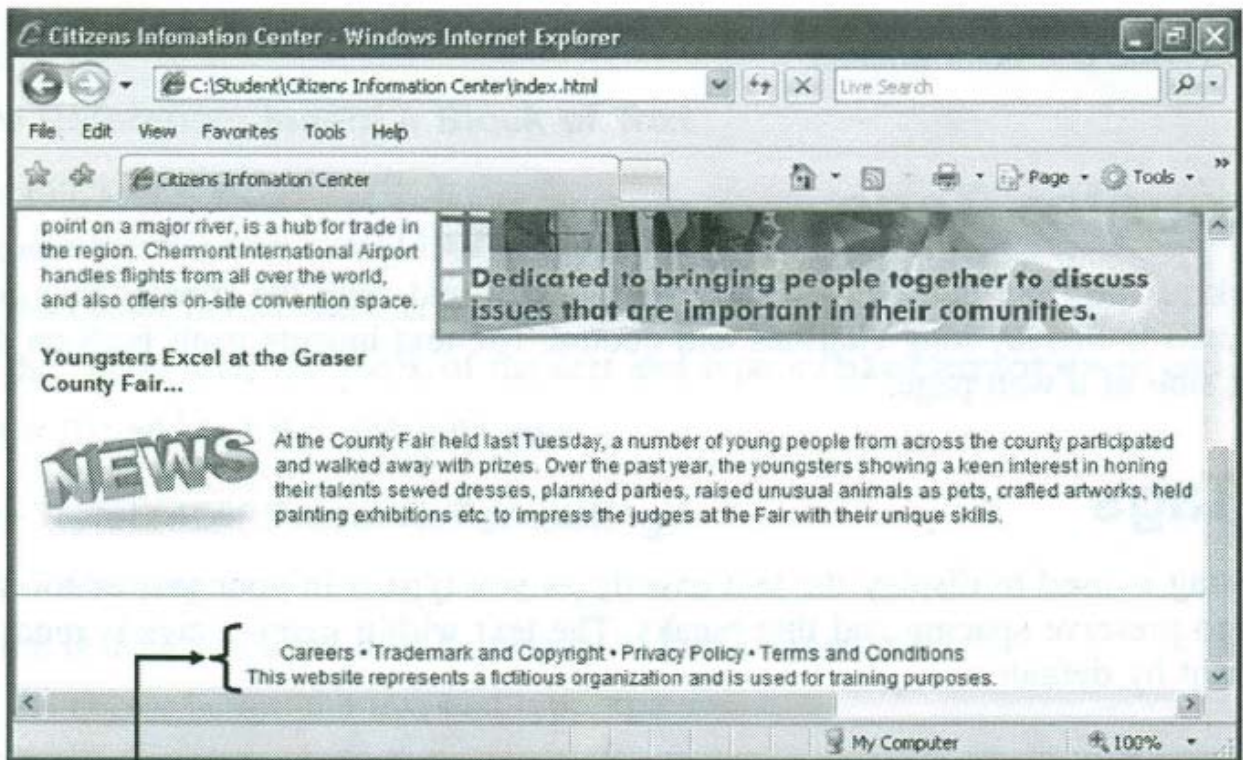 Citizens Infomation Center - Windows Internet Explorer
C:\Student\Citizens Information Center\index.html
Live Search
File Edit View Favorites Tools Help
Citizens Infomation Center
Page
Tools
»
point on a major river, is a hub for trade in
the region. Chermont International Airport
handles flights from all over the world,
and also offers on-site convention space.
Dedicated to bringing people together to discuss
issues that are important in their comunities.
Youngsters Excel at the Graser
County Fair...
NEWS
At the County Fair held last Tuesday, a number of young people from across the county participated
and walked away with prizes. Over the past year, the youngsters showing a keen interest in honing
their talents sewed dresses, planned parties, raised unusual animals as pets, crafted artworks, held
painting exhibitions etc. to impress the judges at the Fair with their unique skills.
Careers • Trademark and Copyright • Privacy Policy • Terms and Conditions
This website represents a fictitious organization and is used for training purposes.
My Computer
100%